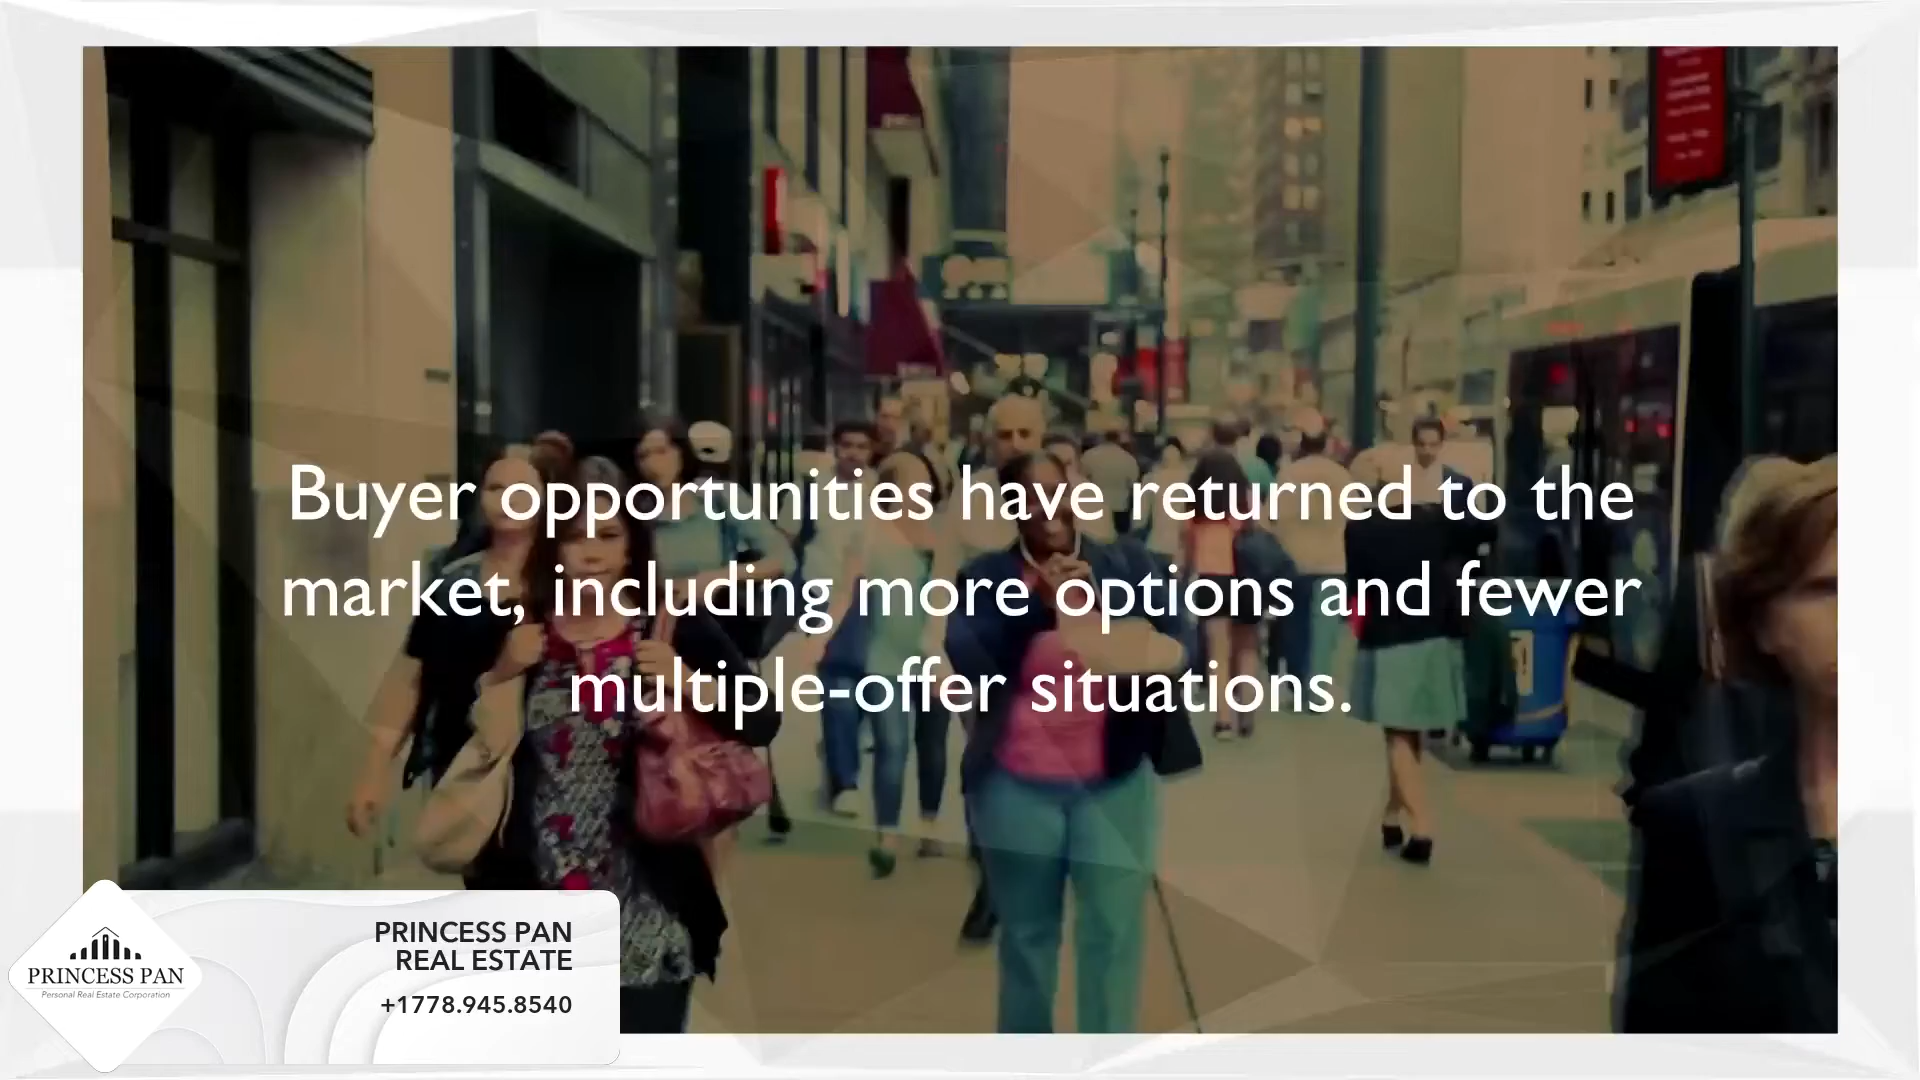 Buyer opportunities have returned to the
market, including more options and fewer
multiple-offer situations.
PRINCESS PAN
REAL ESTATE
+1778.945.8540
PRINCESS PAN
Personal Real Estate Corporation